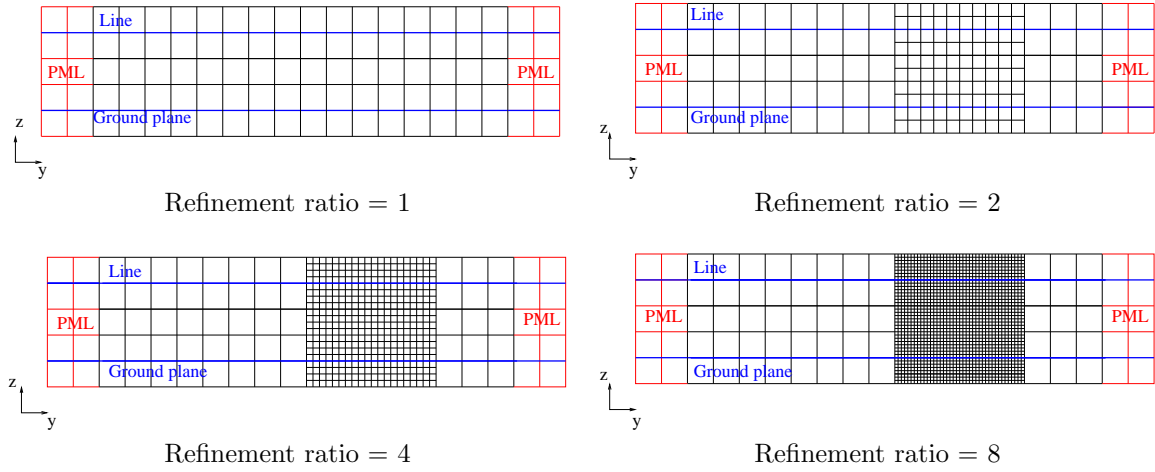 Line
PML
PML
Ground plane
z
y
Refinement ratio = 1
Line
PML
PML
Ground plane
z
y
Refinement ratio = 2
Line
PML
PML
Ground plane
z
y
Refinement ratio = 4
Line
PML
PML
Ground plane
z
y
Refinement ratio = 8